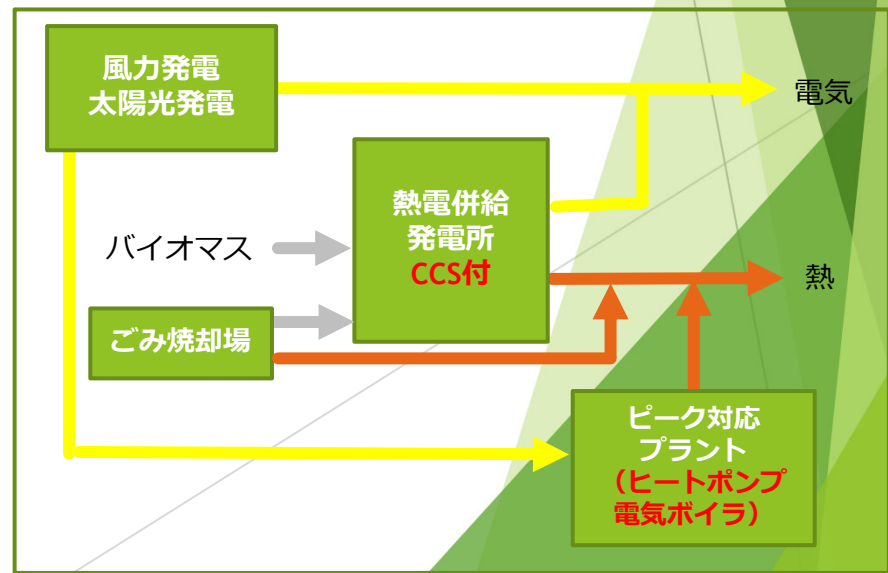 風力発電
太陽光発電
電気
熱電併給
発電所
CCS付
バイオマス
熱
ごみ焼却場
ピーク対応
プラント
（ヒートポンプ
電気ボイラ）